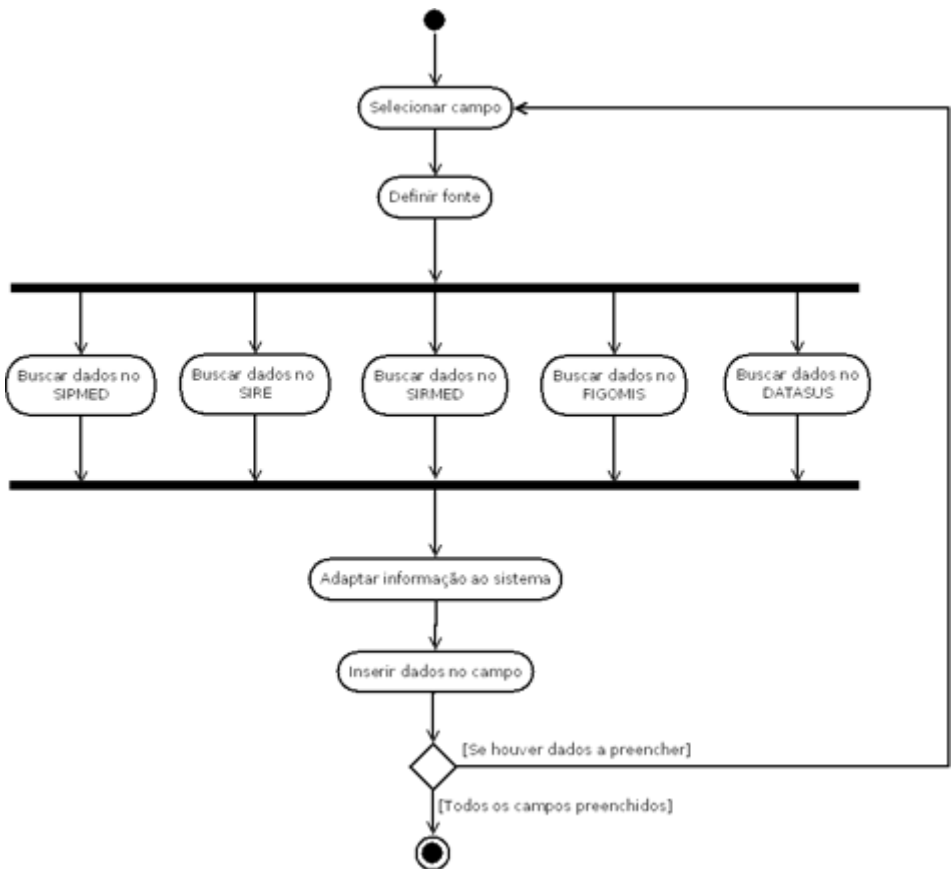 Selecionar campo
Definir fonte
Buscar dados no
SIPMED
Buscar dados no
SIRE
Buscar dados no
SIRMED
Buscar dados no
FIGOMIS
Buscar dados no
DATASUS
Adaptar informação ao sistema
Inserir dados no campo
[Se houver dados a preencher]
[Todos os campos preenchidos]